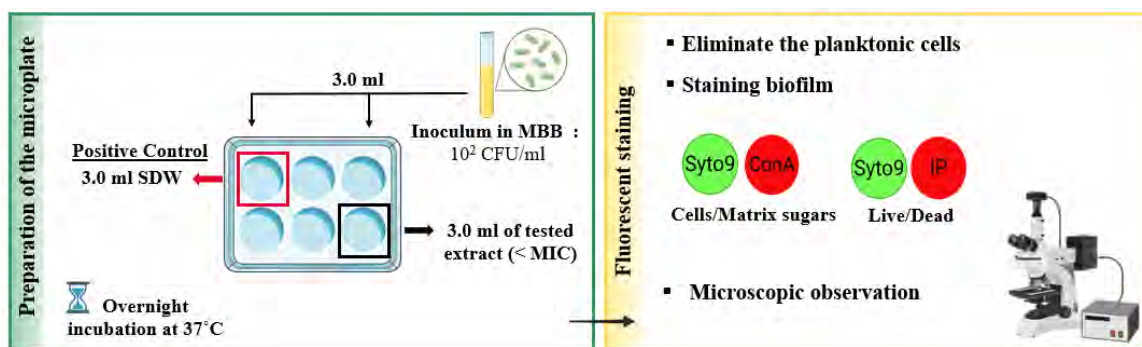 Preparation of the microplate
3.0 ml
Inoculum in MBB :
10² CFU/ml
Positive Control
3.0 ml SDW
3.0 ml of tested
extract (< MIC)
Overnight
incubation at 37°C
Fluorescent staining
▪ Eliminate the planktonic cells
▪ Staining biofilm
Syto9 ConA Syto9 IP
Cells/Matrix sugars Live/Dead
▪ Microscopic observation